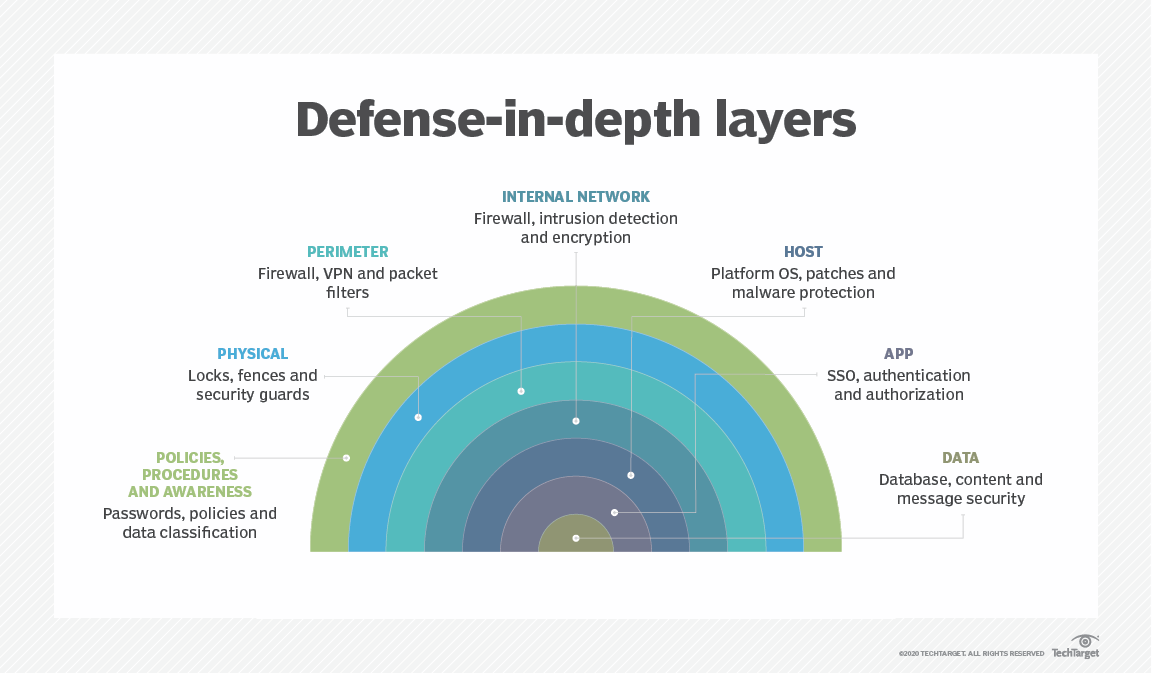 Defense-in-depth layers
INTERNAL NETWORK
Firewall, intrusion detection
and encryption
PERIMETER
Firewall, VPN and packet
filters
HOST
Platform OS, patches and
malware protection
PHYSICAL
Locks, fences and
security guards
APP
SSO, authentication
and authorization
POLICIES,
PROCEDURES
AND AWARENESS
Passwords, policies and
data classification
DATA
Database, content and
message security
©2020 TECHTARGET. ALL RIGHTS RESERVED
TechTarget